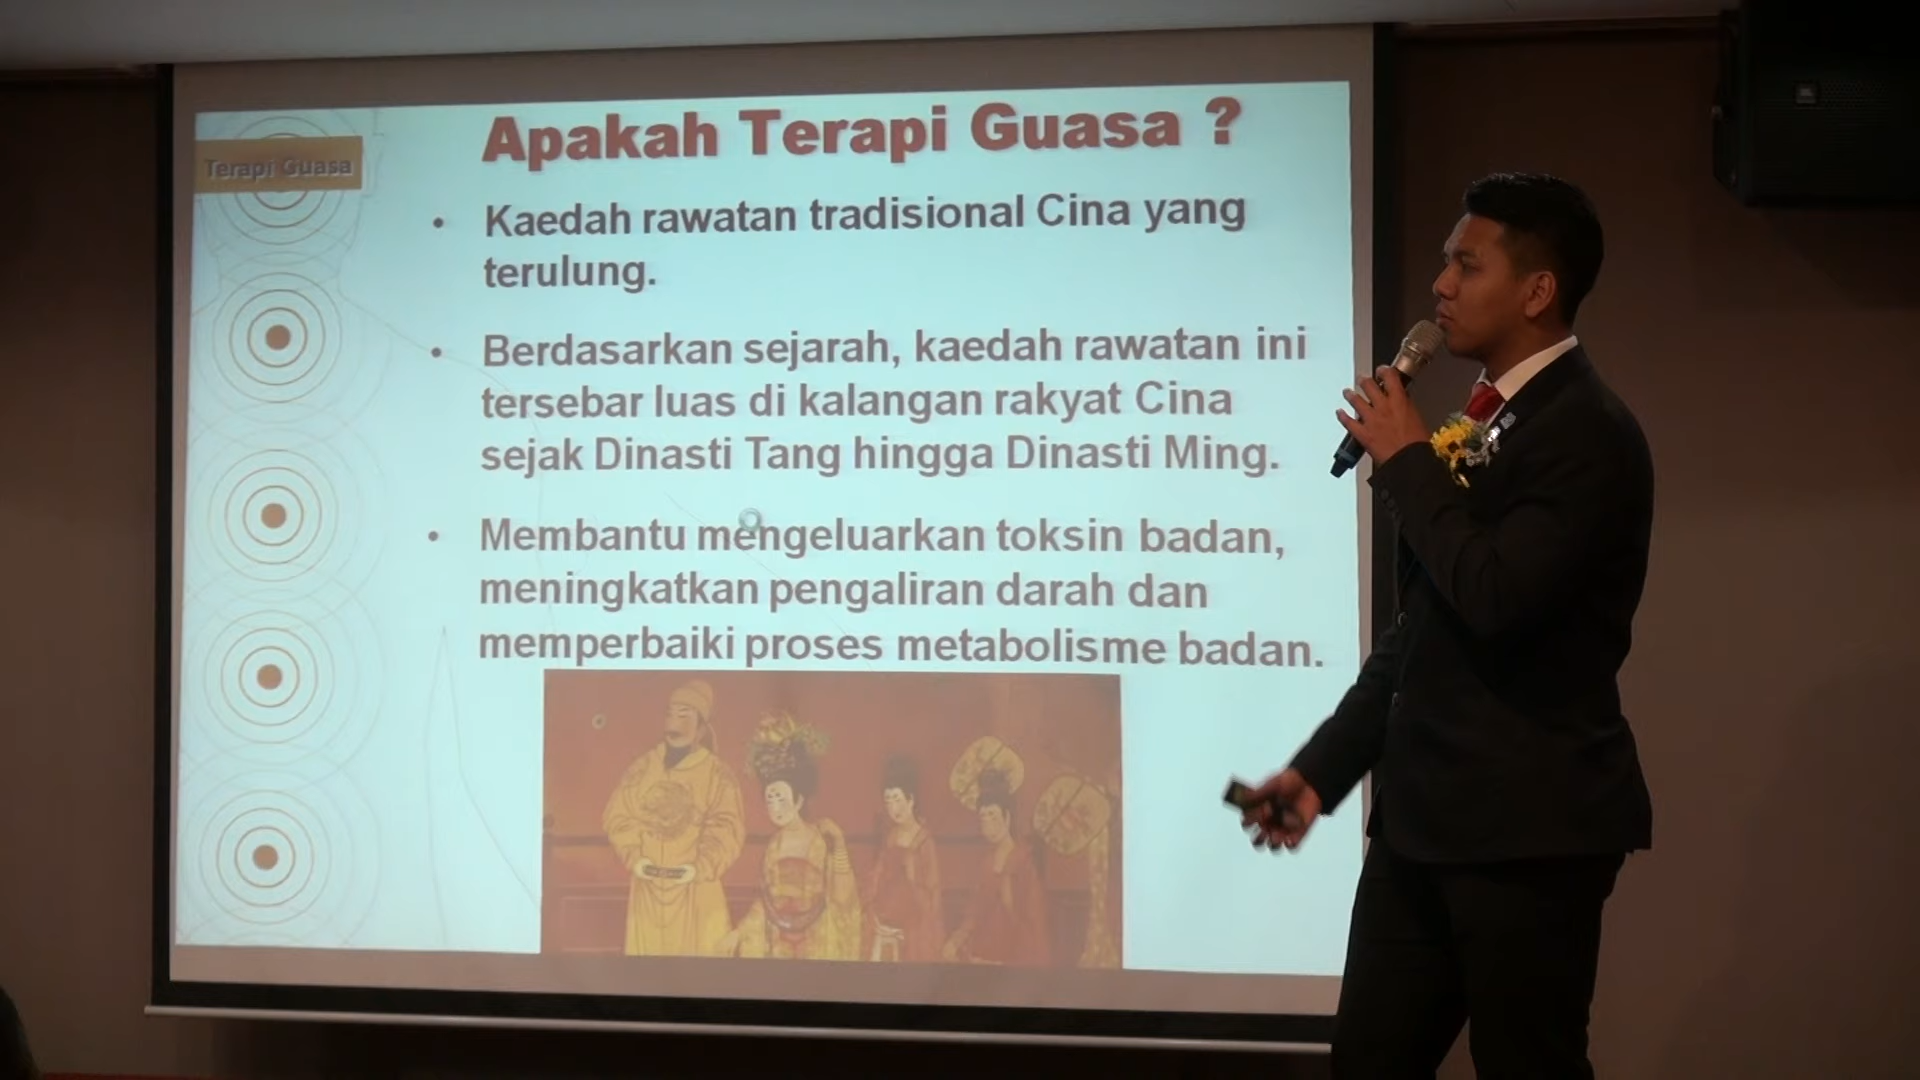 Apakah Terapi Guasa ?
Terapi Guasa
• Kaedah rawatan tradisional Cina yang
terulung.
• Berdasarkan sejarah, kaedah rawatan ini
tersebar luas di kalangan rakyat Cina
sejak Dinasti Tang hingga Dinasti Ming.
• Membantu mengeluarkan toksin badan,
meningkatkan pengaliran darah dan
memperbaiki proses metabolisme badan.